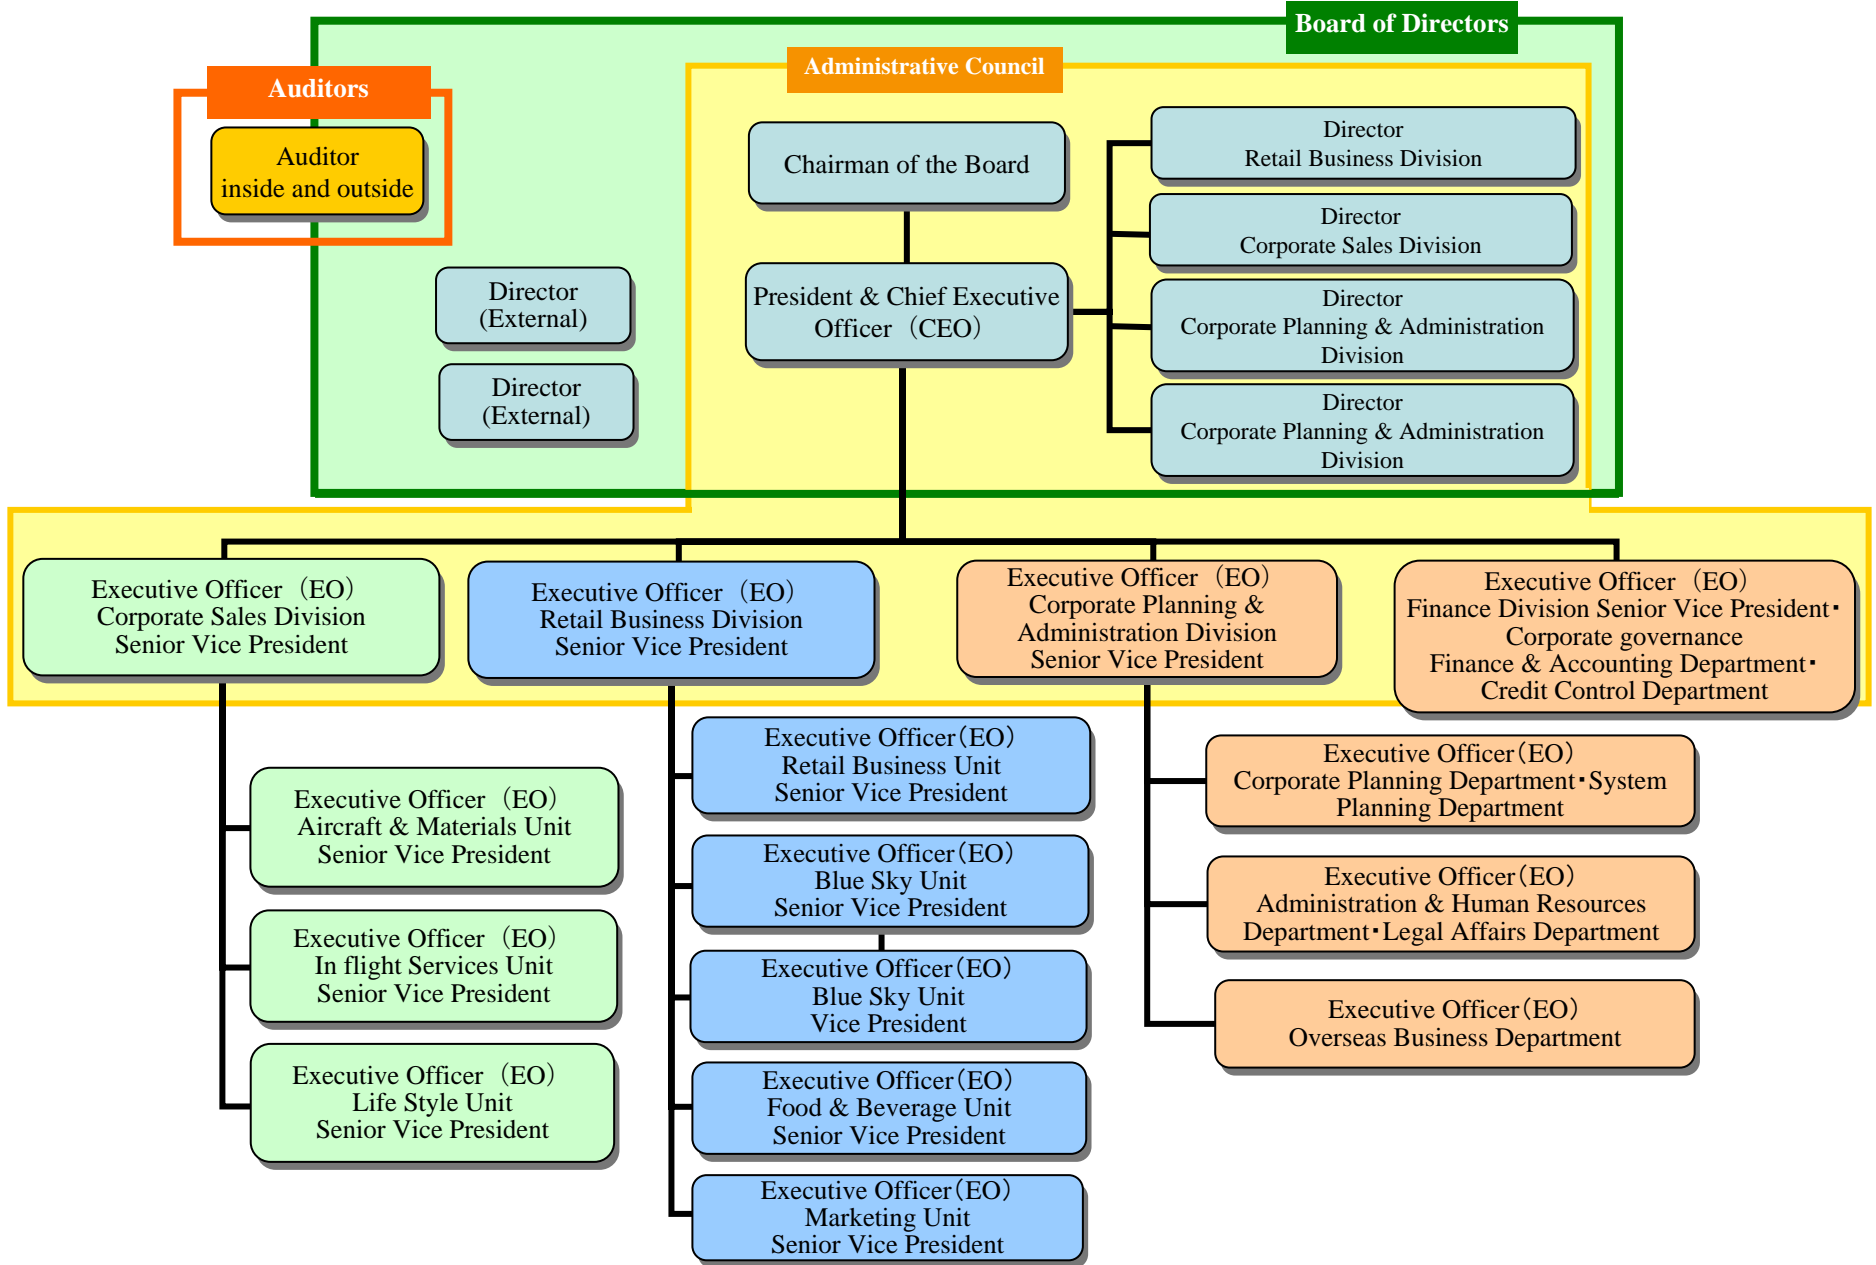 Board of Directors
Administrative Council
Auditors
Auditor
inside and outside
Chairman of the Board
Director
Retail Business Division
Director
Corporate Sales Division
Director
(External)
President & Chief Executive
Officer（CEO）
Director
Corporate Planning & Administration
Division
Director
(External)
Director
Corporate Planning & Administration
Division
Executive Officer（EO）
Corporate Sales Division
Senior Vice President
Executive Officer（EO）
Retail Business Division
Senior Vice President
Executive Officer（EO）
Corporate Planning &
Administration Division
Senior Vice President
Executive Officer（EO）
Finance Division Senior Vice President・
Corporate governance
Finance & Accounting Department・
Credit Control Department
Executive Officer（EO）
Aircraft & Materials Unit
Senior Vice President
Executive Officer（EO）
In flight Services Unit
Senior Vice President
Executive Officer（EO）
Life Style Unit
Senior Vice President
Executive Officer（EO）
Retail Business Unit
Senior Vice President
Executive Officer（EO）
Blue Sky Unit
Senior Vice President
Executive Officer（EO）
Blue Sky Unit
Vice President
Executive Officer（EO）
Food & Beverage Unit
Senior Vice President
Executive Officer（EO）
Marketing Unit
Senior Vice President
Executive Officer（EO）
Corporate Planning Department・System
Planning Department
Executive Officer（EO）
Administration & Human Resources
Department・Legal Affairs Department
Executive Officer（EO）
Overseas Business Department